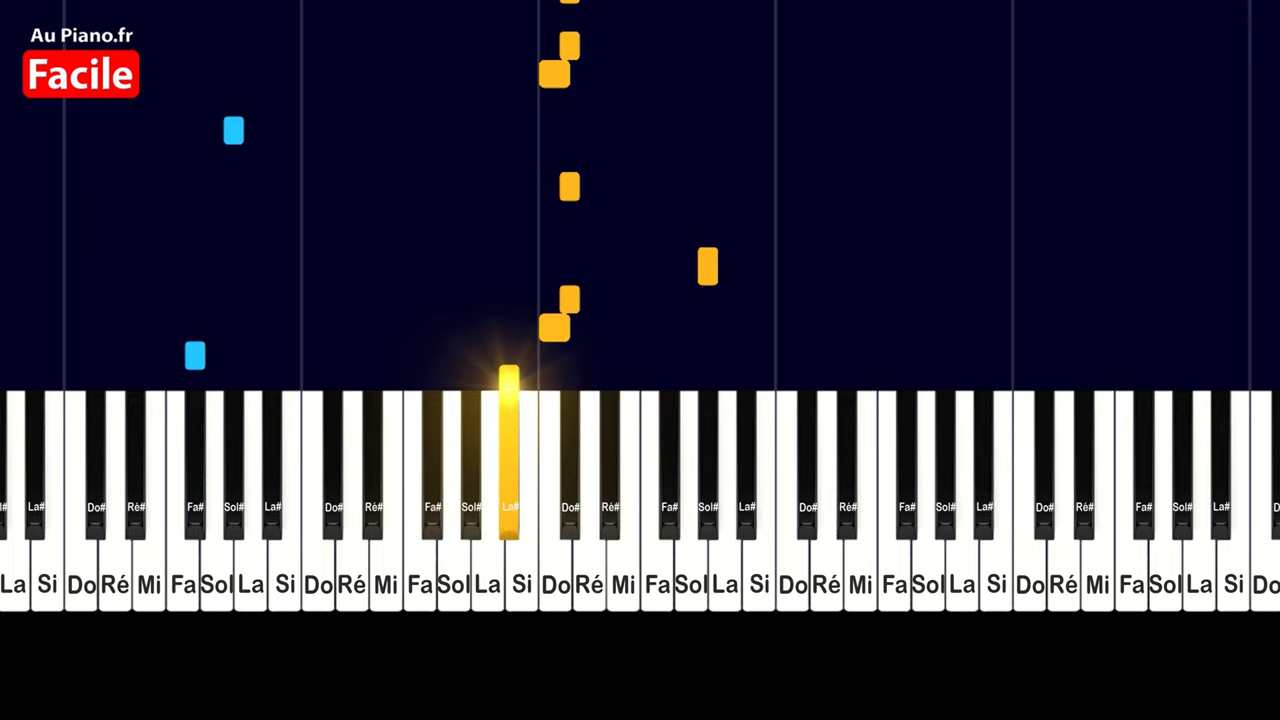 Au Piano.fr
Facile
La# Do# Ré# Fa# Sol# La# Do# Ré# Fa# Sol# La# Do# Ré# Fa# Sol# La# Do# Ré# Fa# Sol# La# Do# Ré# Fa# Sol# La#
La Si Do Ré Mi Fa Sol La Si Do Ré Mi Fa Sol La Si Do Ré Mi Fa Sol La Si Do Ré Mi Fa Sol La Si Do Ré Mi Fa Sol La Si Do